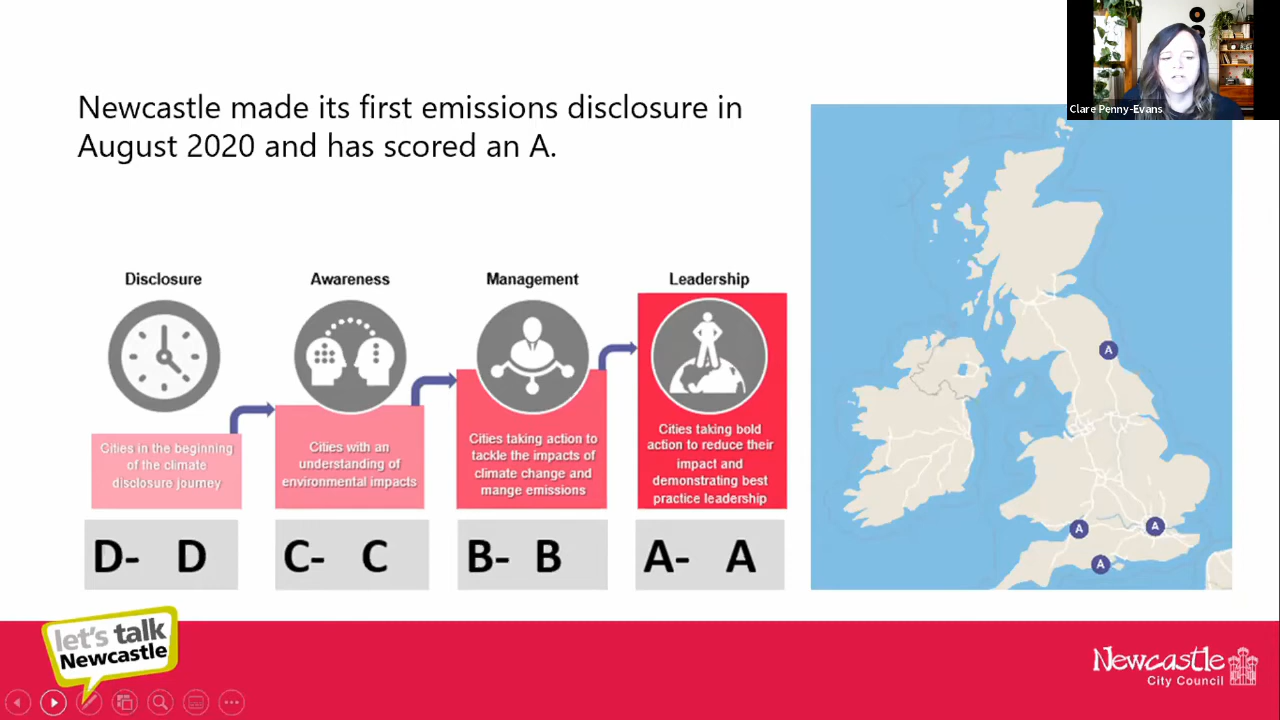 Clare Penny-Evans
Newcastle made its first emissions disclosure in
August 2020 and has scored an A.
Disclosure
Awareness
Management
Leadership
Cities in the beginning
of the climate
disclosure journey
Cities with an
understanding of
environmental impacts
Cities taking action to
tackle the impacts of
climate change and
mange emissions
Cities taking bold
action to reduce their
impact and
demonstrating best
practice leadership
D- D
C- C
B- B
A- A
A
A
A
A
let's talk
Newcastle
Newcastle
City Council